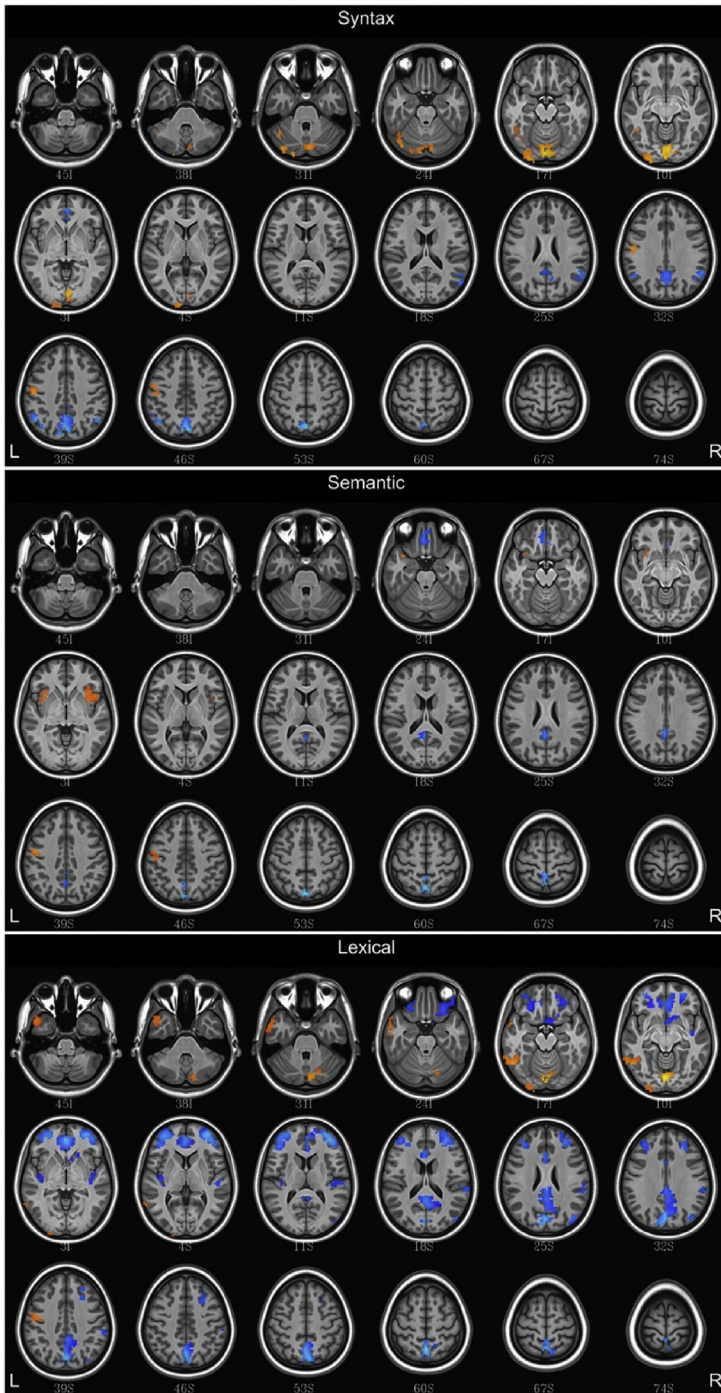 Syntax
45I 38I 31I 24I 17I 10I
3I 4S 11S 18S 25S 32S
39S 46S 53S 60S 67S 74S
L R
Semantic
45I 38I 31I 24I 17I 10I
3I 4S 11S 18S 25S 32S
39S 46S 53S 60S 67S 74S
L R
Lexical
45I 38I 31I 24I 17I 10I
3I 4S 11S 18S 25S 32S
39S 46S 53S 60S 67S 74S
L R